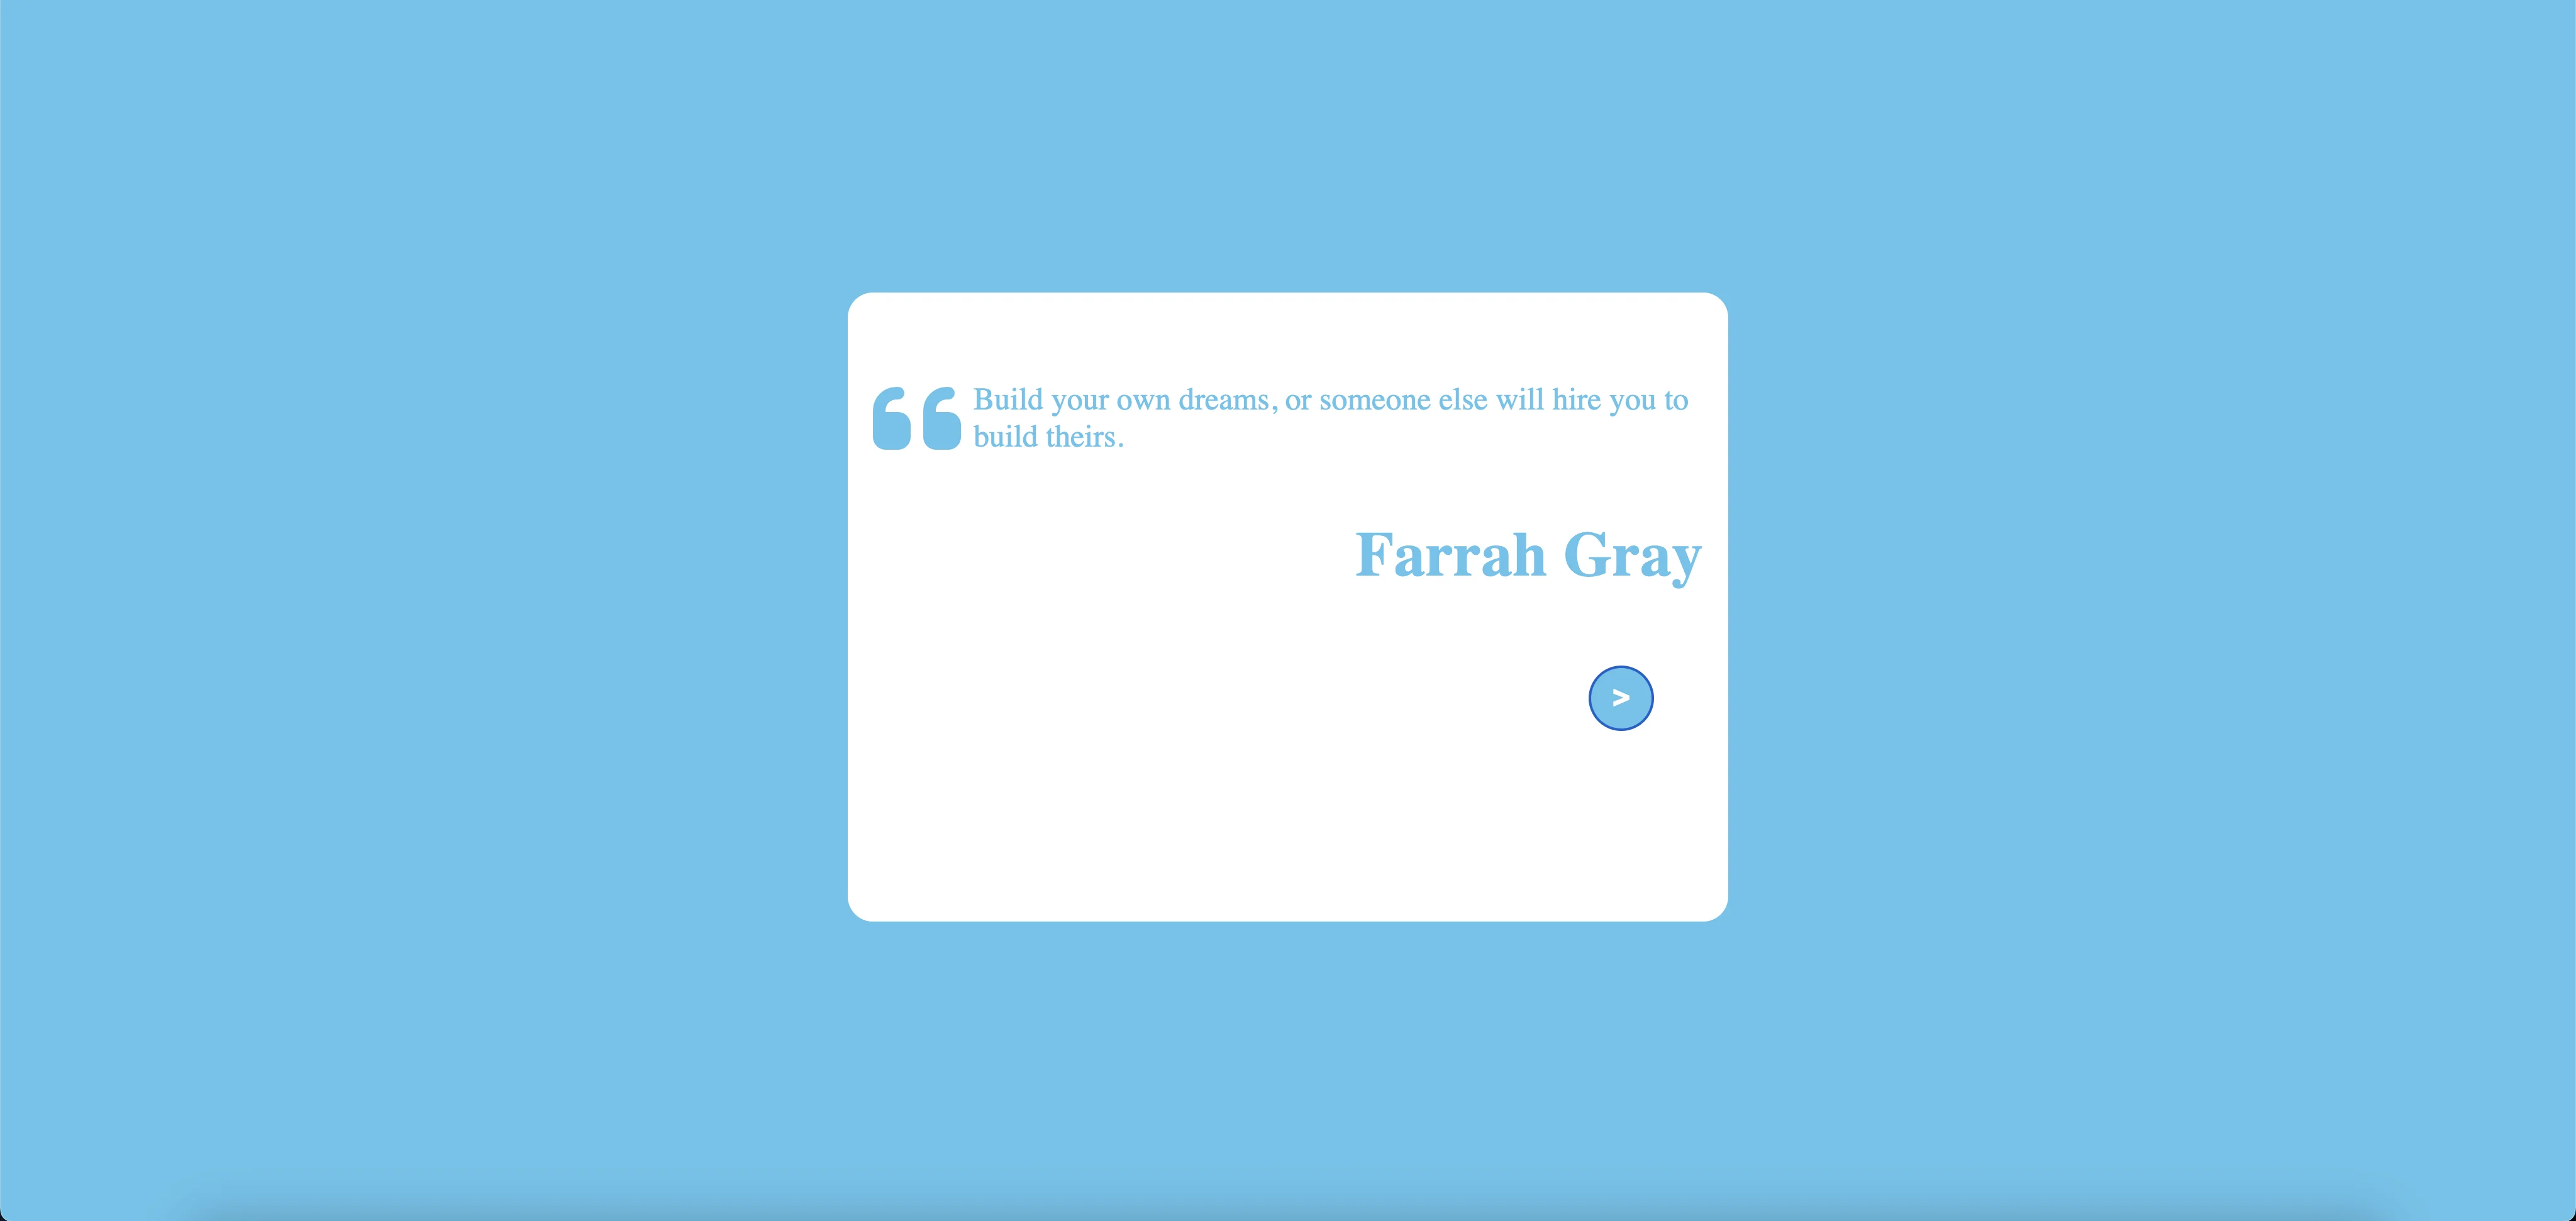 “ Build your own dreams, or someone else will hire you to
build theirs.
Farrah Gray
>